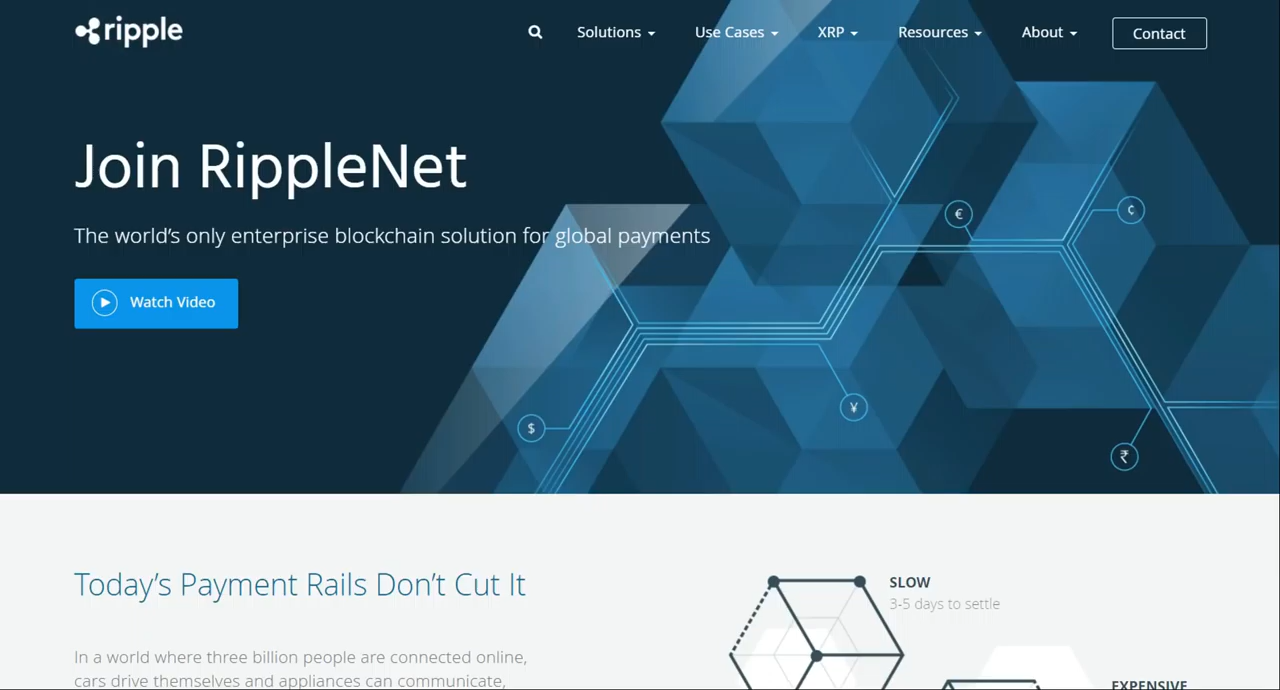 ripple
Solutions
Use Cases
XRP
Resources
About
Contact
Join RippleNet
The world's only enterprise blockchain solution for global payments
Watch Video
€
¢
$
¥
₹
Today's Payment Rails Don't Cut It
In a world where three billion people are connected online,
cars drive themselves and appliances can communicate,
SLOW
3-5 days to settle
EXPENSIVE